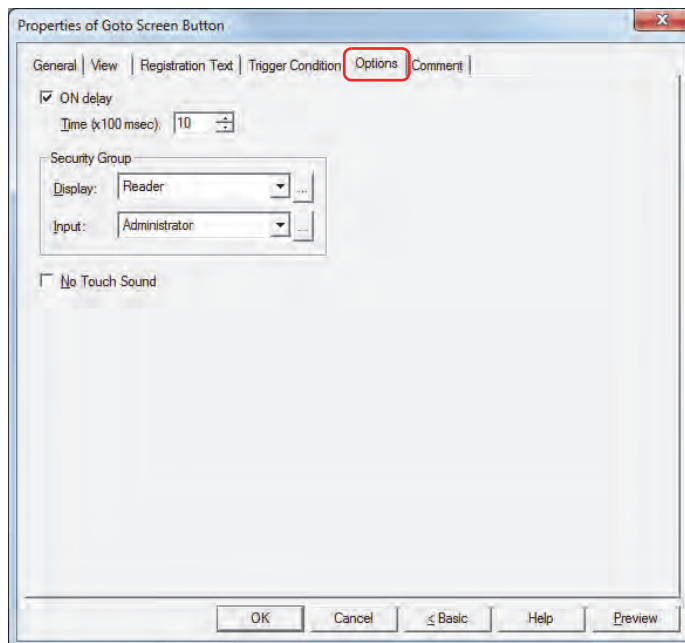 Properties of Goto Screen Button
General View Registration Text Trigger Condition Options Comment
ON delay
Time (x100 msec) 10
Security Group
Display: Reader ...
Input: Administrator ...
No Touch Sound
OK Cancel < Basic Help Preview